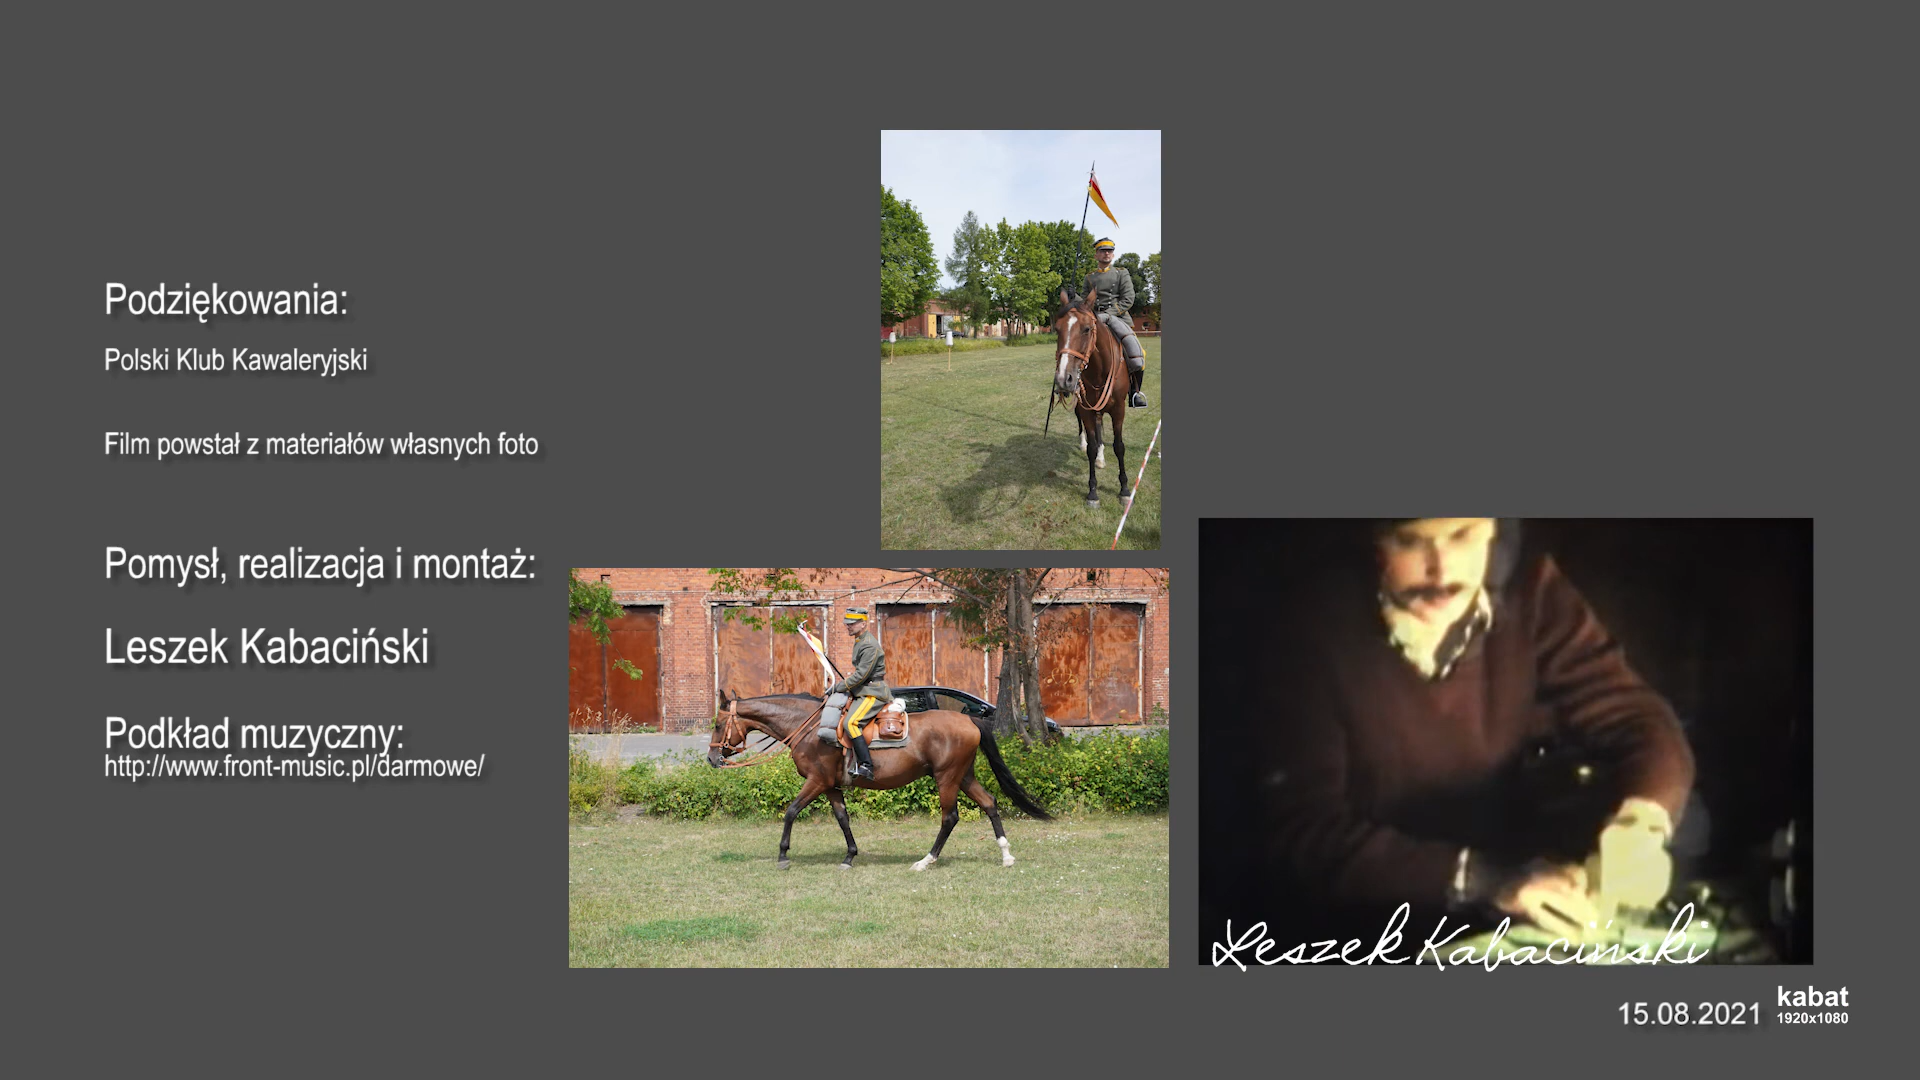 Podziękowania:
Polski Klub Kawaleryjski
Film powstał z materiałów własnych foto
Pomysł, realizacja i montaż:
Leszek Kabaciński
Podkład muzyczny:
http://www.front-music.pl/darmowe/
Leszek Kabaciński
15.08.2021
kabat
1920x1080